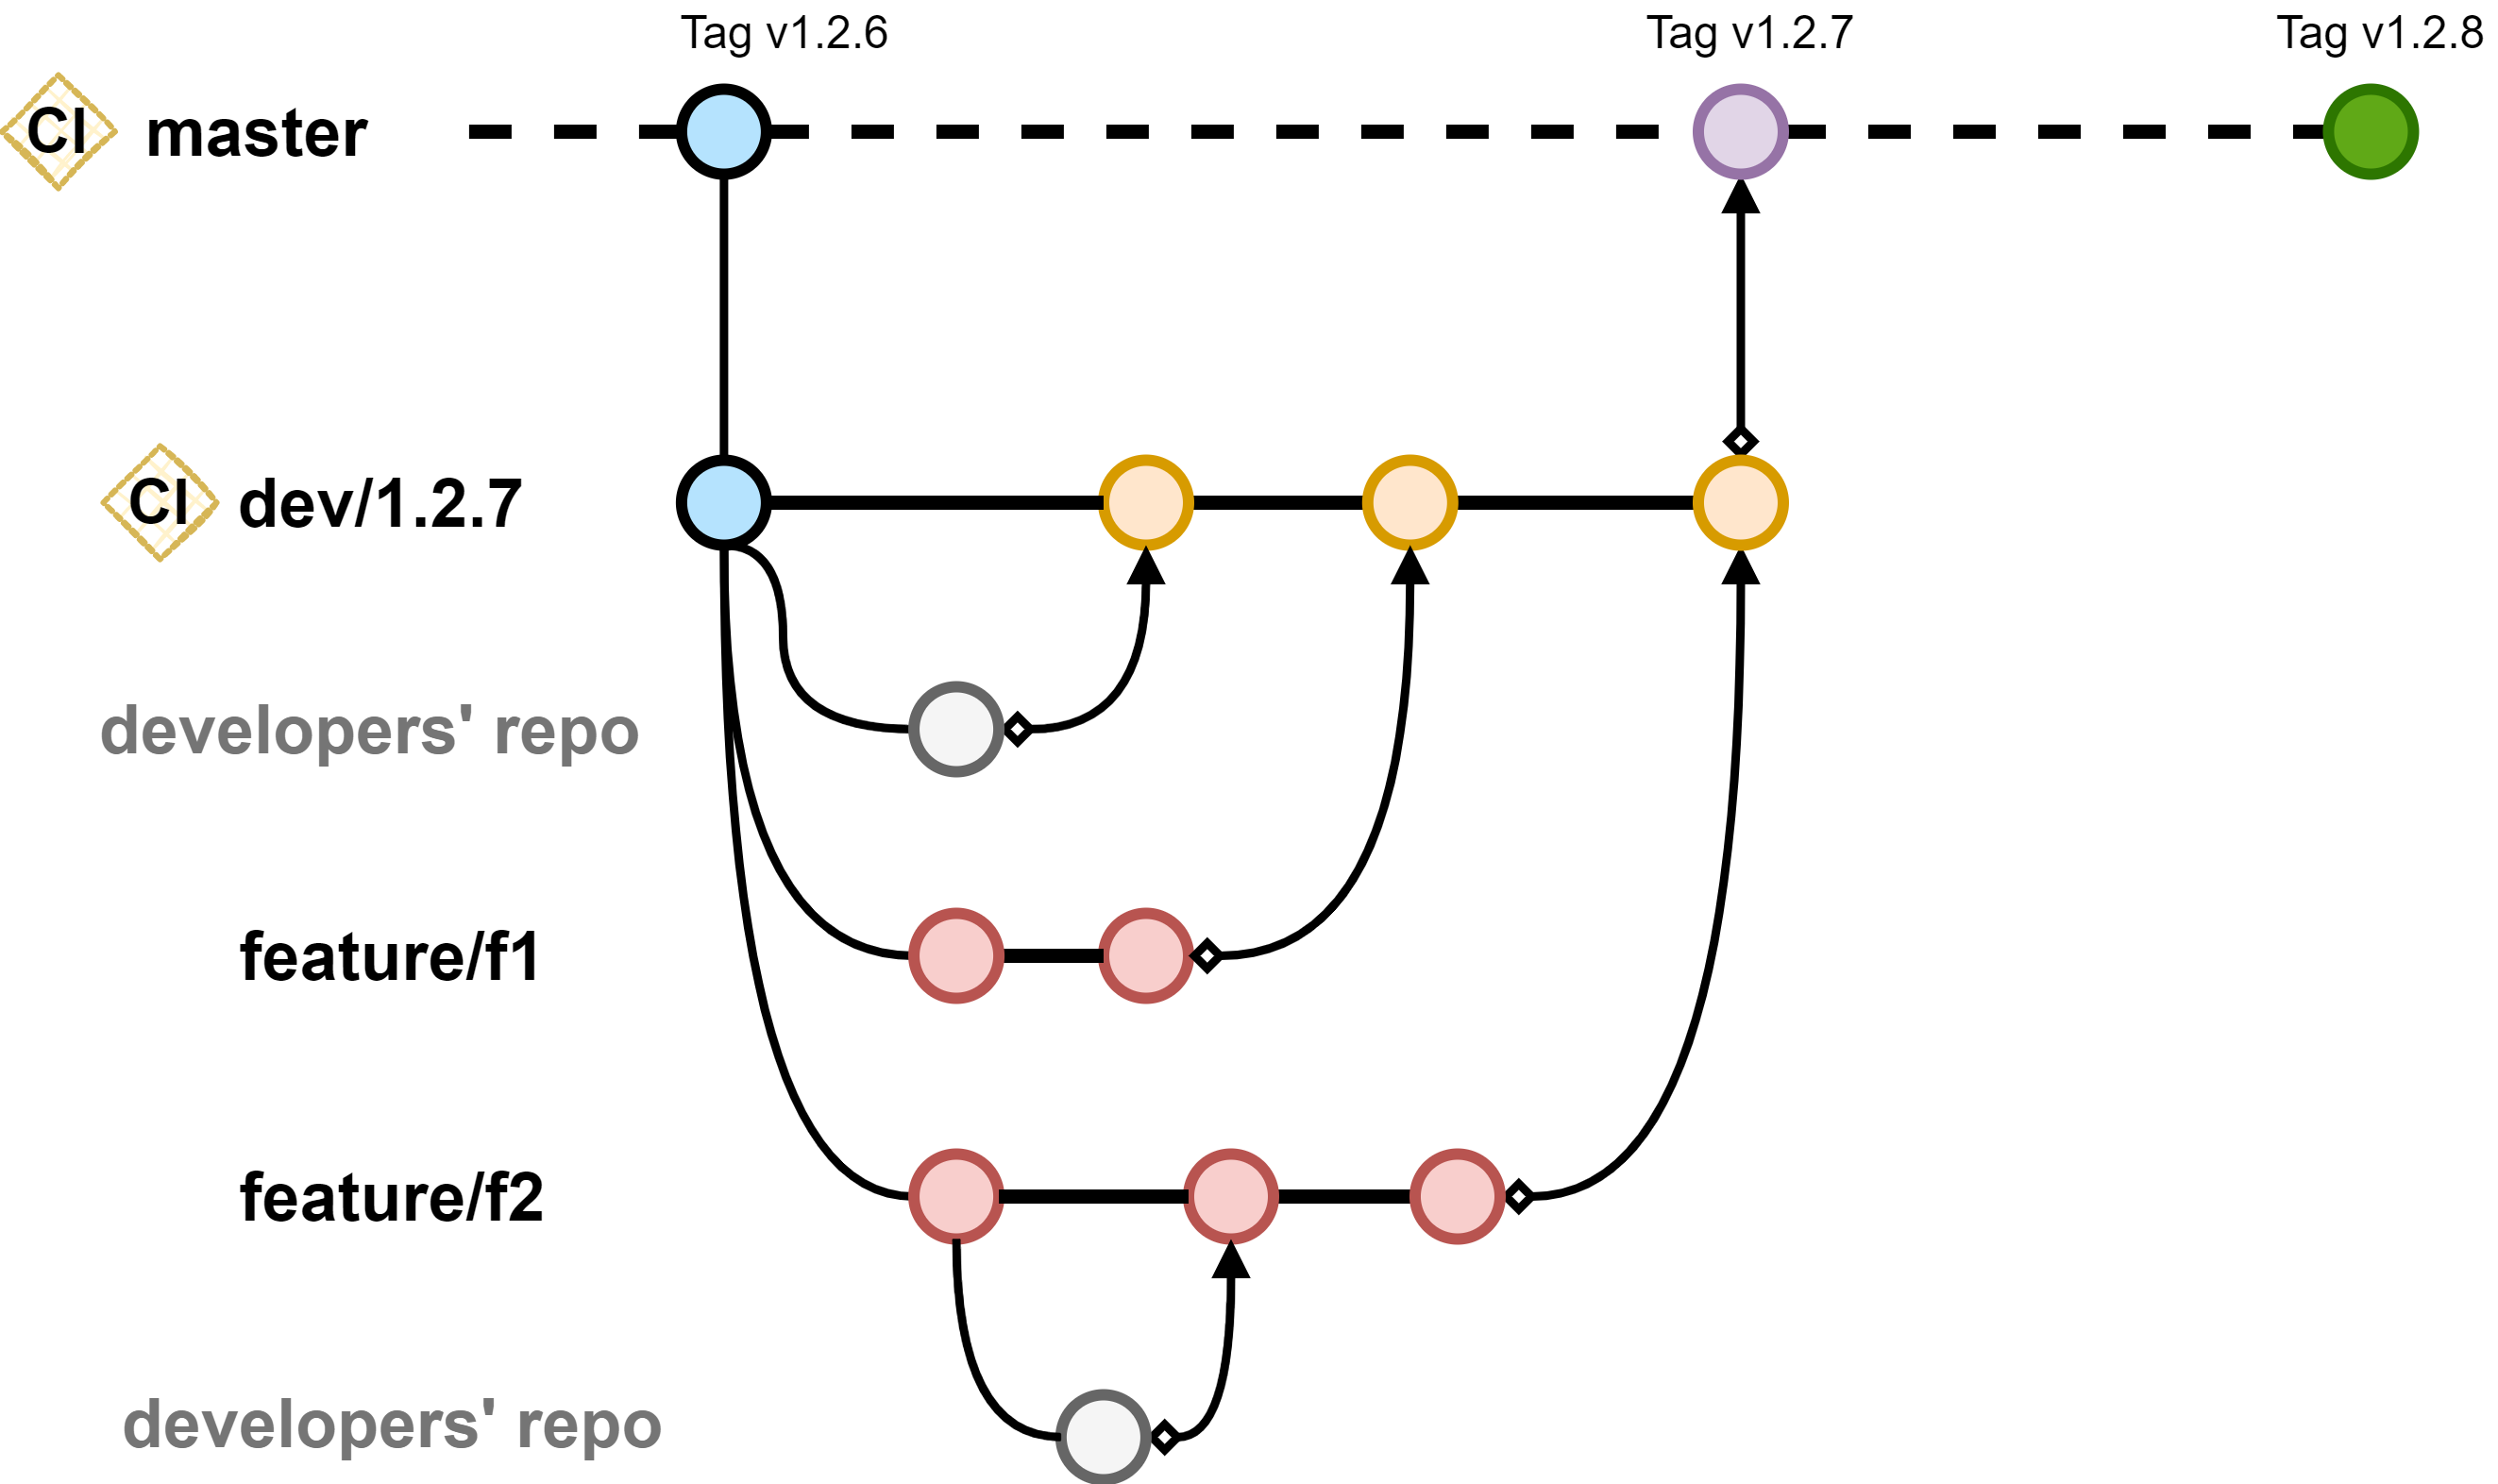 Tag v1.2.6
Tag v1.2.7
Tag v1.2.8
CI master
CI dev/1.2.7
developers' repo
feature/f1
feature/f2
developers' repo